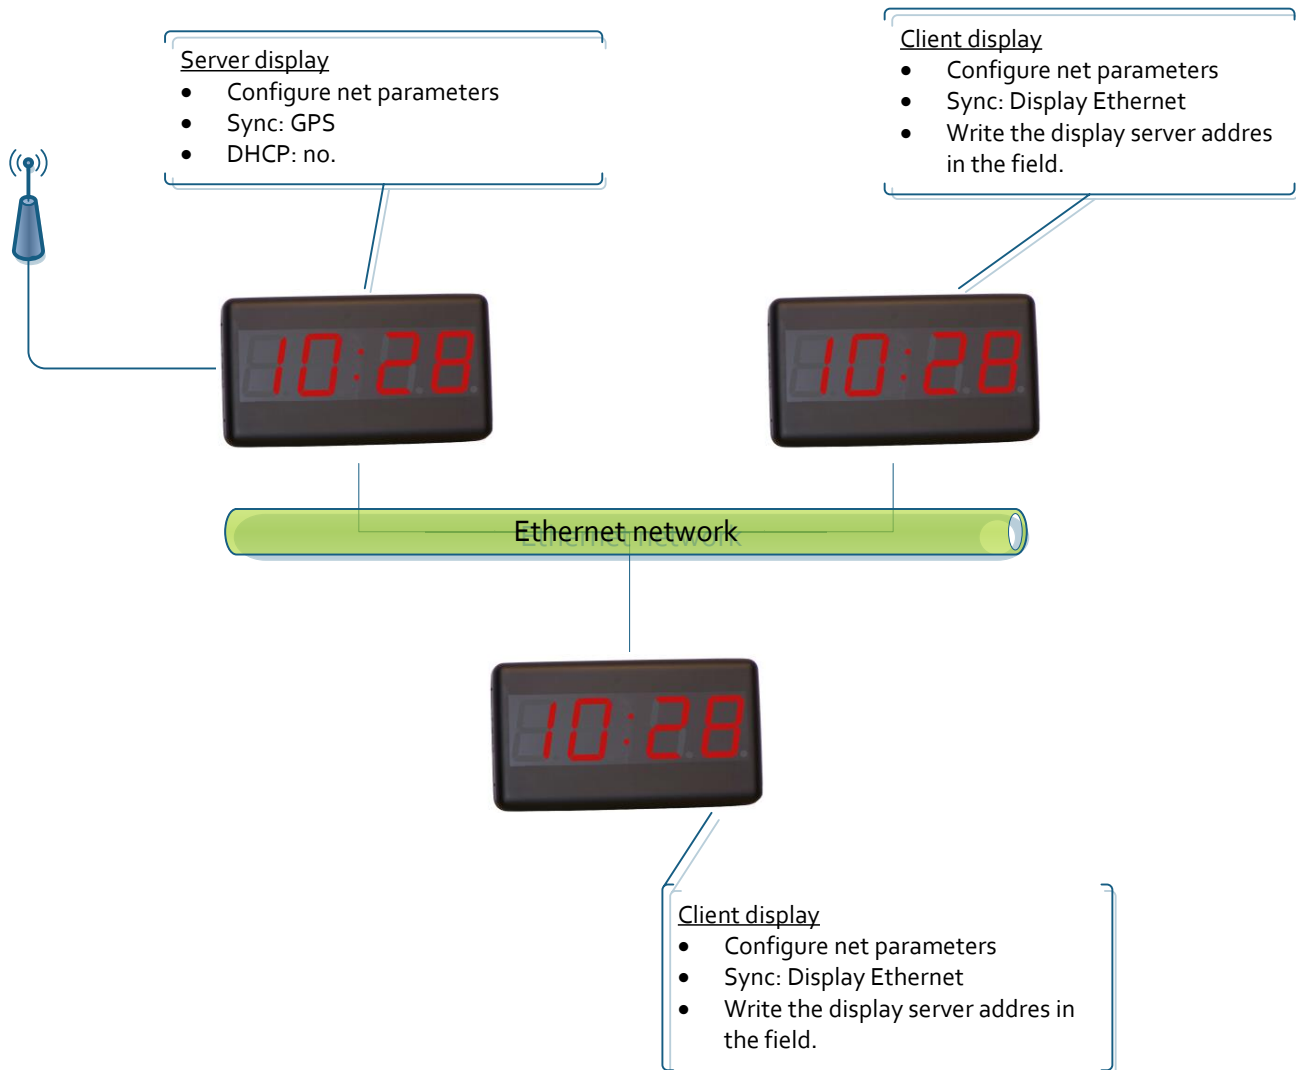 Server display
• Configure net parameters
• Sync: GPS
• DHCP: no.
Client display
• Configure net parameters
• Sync: Display Ethernet
• Write the display server addres
in the field.
10:28
10:28
Ethernet network
10:28
Client display
• Configure net parameters
• Sync: Display Ethernet
• Write the display server addres in
the field.